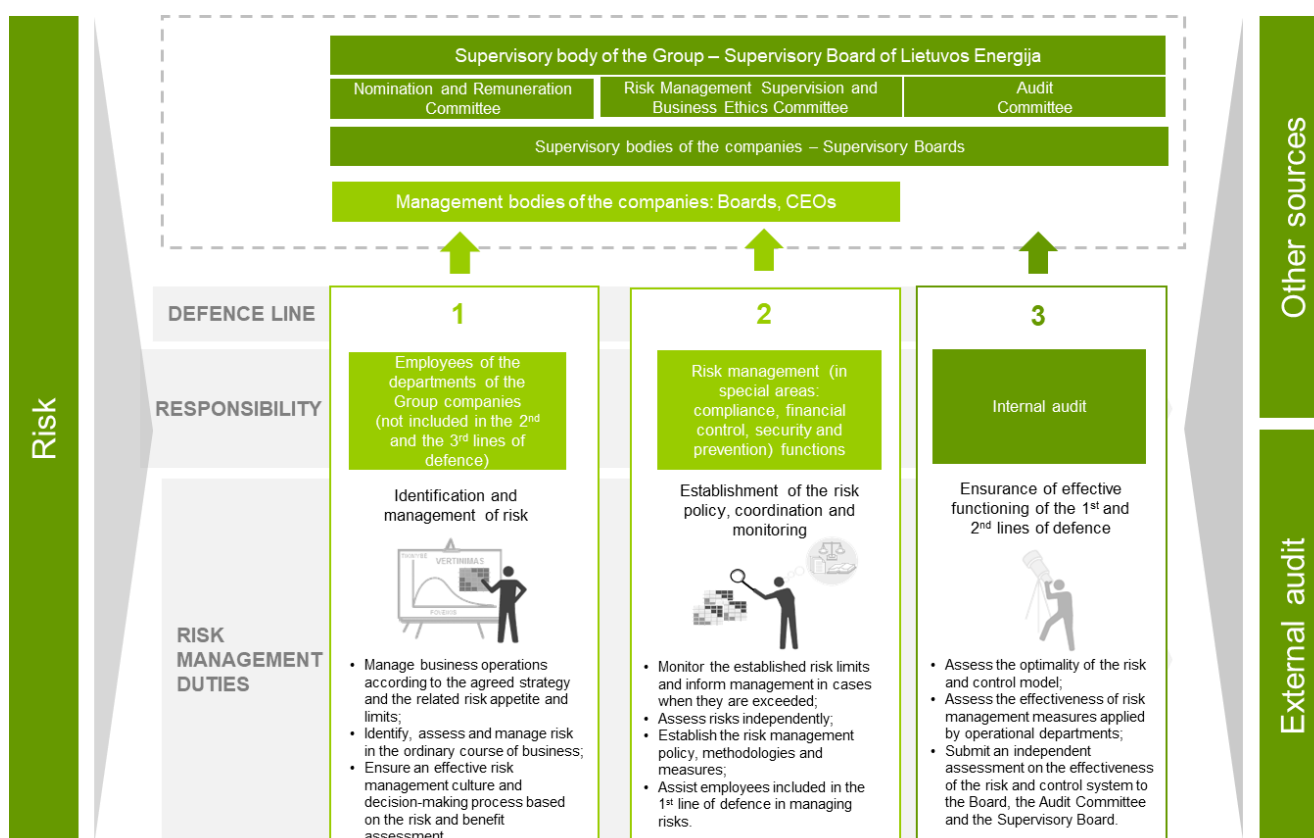 Risk
Supervisory body of the Group – Supervisory Board of Lietuvos Energija
Nomination and Remuneration
Committee
Risk Management Supervision and
Business Ethics Committee
Audit
Committee
Supervisory bodies of the companies – Supervisory Boards
Management bodies of the companies: Boards, CEOs
DEFENCE LINE
1
2
3
RESPONSIBILITY
Employees of the
departments of the
Group companies
(not included in the 2nd
and the 3rd lines of
defence)
Risk management (in
special areas:
compliance, financial
control, security and
prevention) functions
Internal audit
RISK
MANAGEMENT
DUTIES
Identification and
management of risk
VERTINIMAS
• Manage business operations
according to the agreed strategy
and the related risk appetite and
limits;
• Identify, assess and manage risk
in the ordinary course of business;
• Ensure an effective risk
management culture and
decision-making process based
on the risk and benefit
assessment
Establishment of the risk
policy, coordination and
monitoring
• Monitor the established risk limits
and inform management in cases
when they are exceeded;
• Assess risks independently;
• Establish the risk management
policy, methodologies and
measures;
• Assist employees included in the
1st line of defence in managing
risks.
Ensurance of effective
functioning of the 1st and
2nd lines of defence
• Assess the optimality of the risk
and control model;
• Assess the effectiveness of risk
management measures applied
by operational departments;
• Submit an independent
assessment on the effectiveness
of the risk and control system to
the Board, the Audit Committee
and the Supervisory Board.
Other sources
External audit